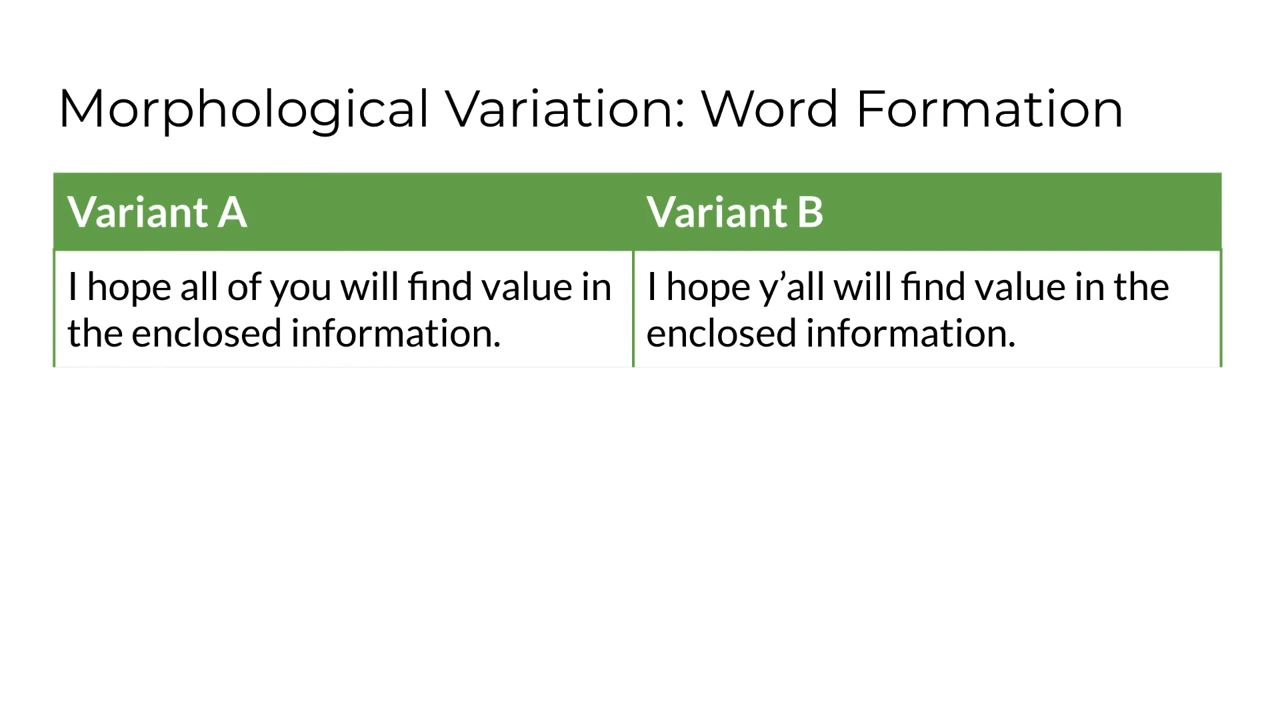 Morphological Variation: Word Formation
Variant A
Variant B
I hope all of you will find value in
the enclosed information.
I hope y’all will find value in the
enclosed information.